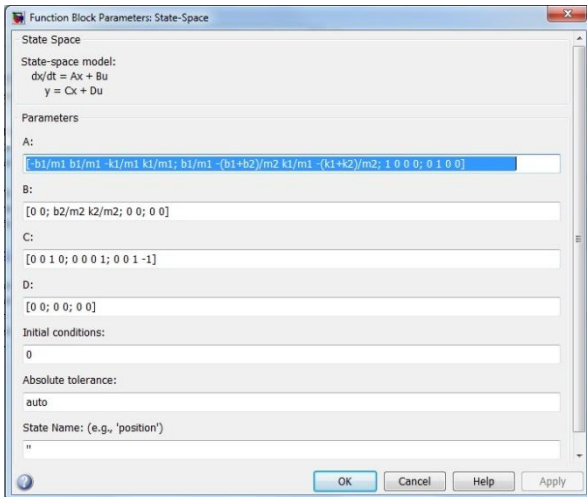 Function Block Parameters: State-Space
State Space
State-space model:
dx/dt = Ax + Bu
y = Cx + Du
Parameters
A:
[-b1/m1 b1/m1 -k1/m1 k1/m1; b1/m1 -(b1+b2)/m2 k1/m1 -(k1+k2)/m2; 1 0 0 0; 0 1 0 0]
B:
[0 0; b2/m2 k2/m2; 0 0; 0 0]
C:
[0 0 1 0; 0 0 0 1; 0 0 1 -1]
D:
[0 0; 0 0; 0 0]
Initial conditions:
0
Absolute tolerance:
auto
State Name: (e.g., 'position')
''
OK Cancel Help Apply